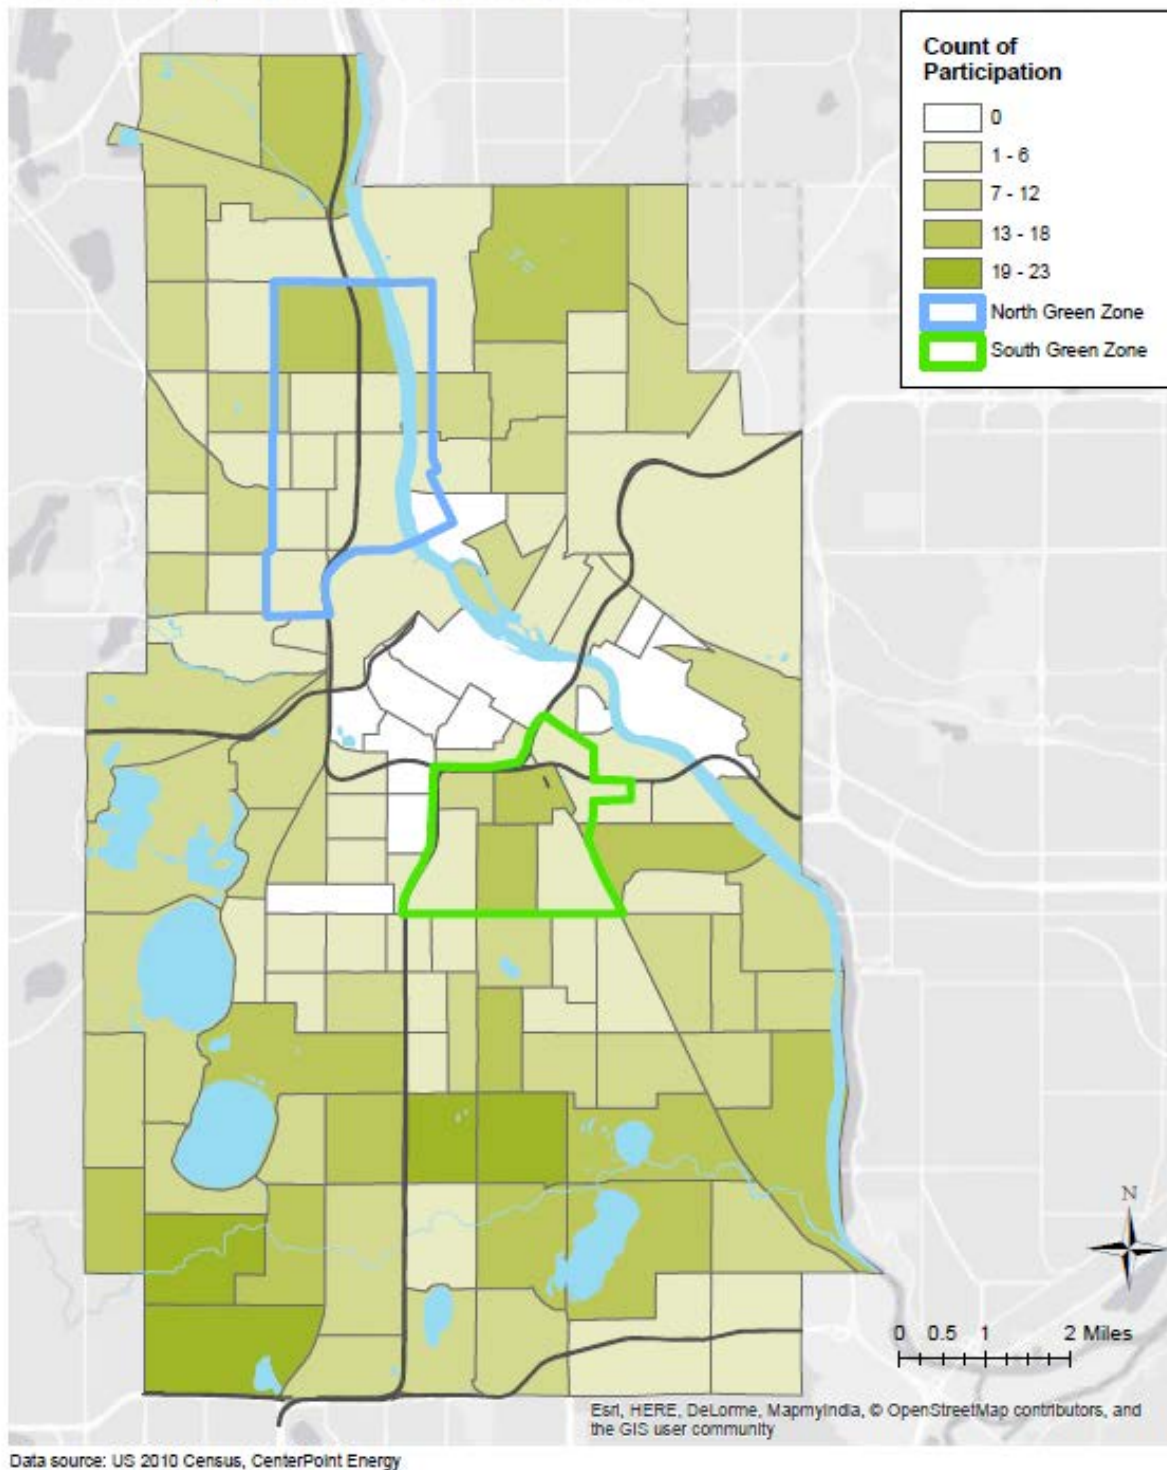 Count of
Participation
0
1 - 6
7 - 12
13 - 18
19 - 23
North Green Zone
South Green Zone
N
0 0.5 1 2 Miles
Esri, HERE, DeLorme, MapmyIndia, © OpenStreetMap contributors, and
the GIS user community
Data source: US 2010 Census, CenterPoint Energy